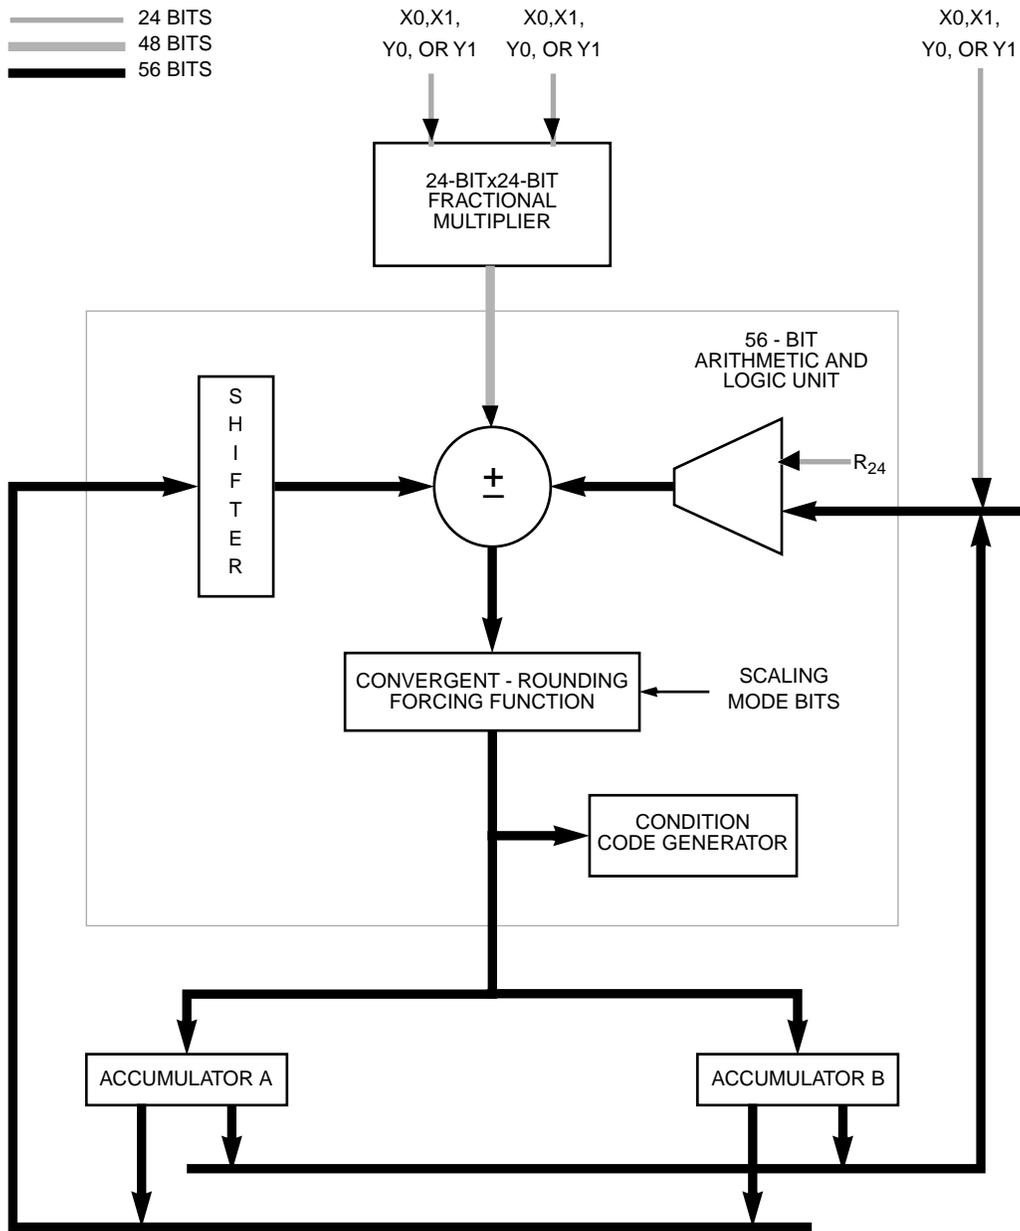 24 BITS
48 BITS
56 BITS
X0,X1,
Y0, OR Y1
X0,X1,
Y0, OR Y1
X0,X1,
Y0, OR Y1
24-BITx24-BIT
FRACTIONAL
MULTIPLIER
56 - BIT
ARITHMETIC AND
LOGIC UNIT
S
H
I
F
T
E
R
±
R24
CONVERGENT - ROUNDING
FORCING FUNCTION
SCALING
MODE BITS
CONDITION
CODE GENERATOR
ACCUMULATOR A
ACCUMULATOR B